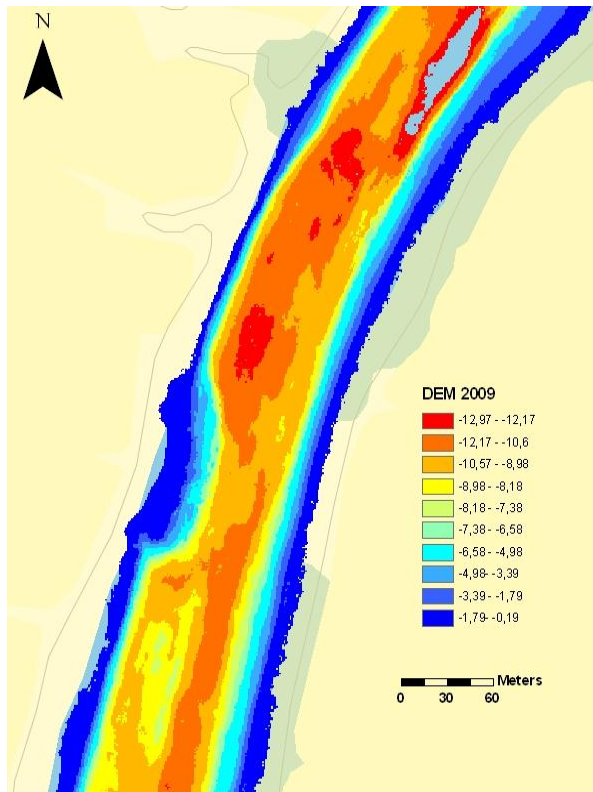 N
DEM 2009
-12,97 - -12,17
-12,17 - -10,6
-10,57 - -8,98
-8,98 - -8,18
-8,18 - -7,38
-7,38 - -6,58
-6,58 - -4,98
-4,98- -3,39
-3,39- -1,79
-1,79- -0,19
Meters
0 30 60